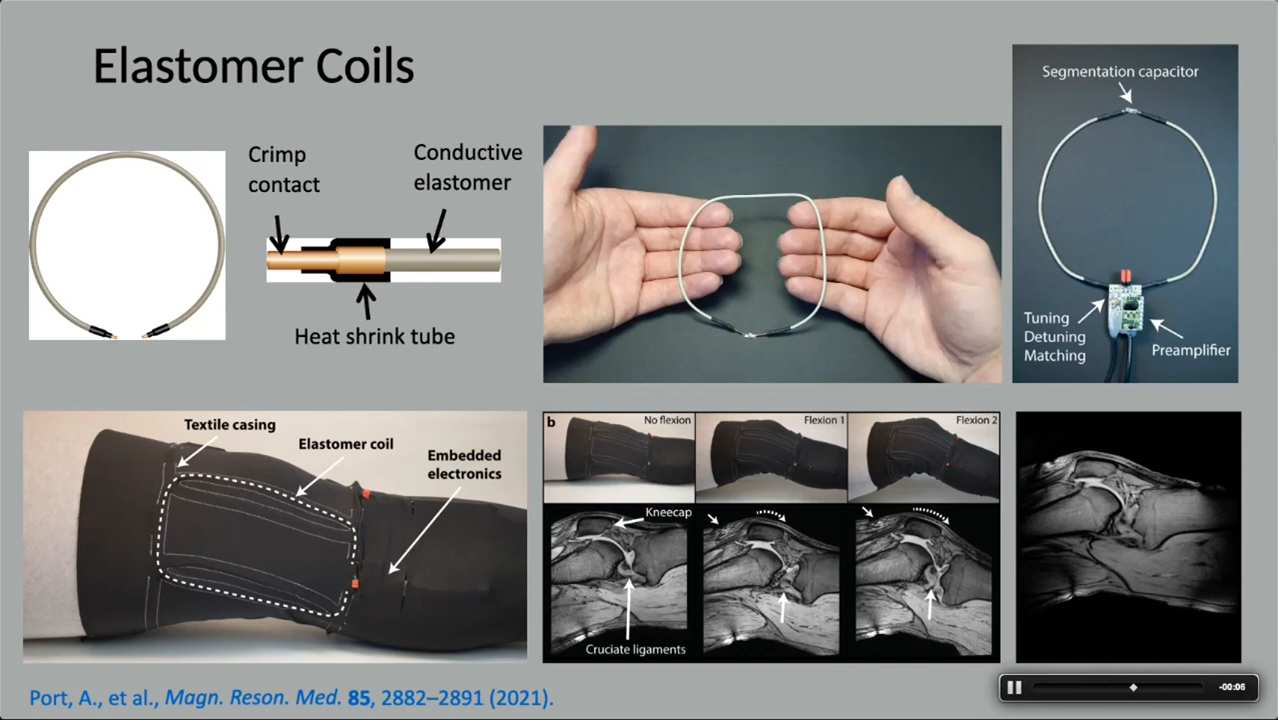 Elastomer Coils
Crimp
contact
Conductive
elastomer
Heat shrink tube
Segmentation capacitor
Tuning
Detuning
Matching
Preamplifier
Textile casing
Elastomer coil
Embedded
electronics
b
No flexion
Flexion 1
Flexion 2
Kneecap
Cruciate ligaments
Port, A., et al., Magn. Reson. Med. 85, 2882–2891 (2021).
-00:06